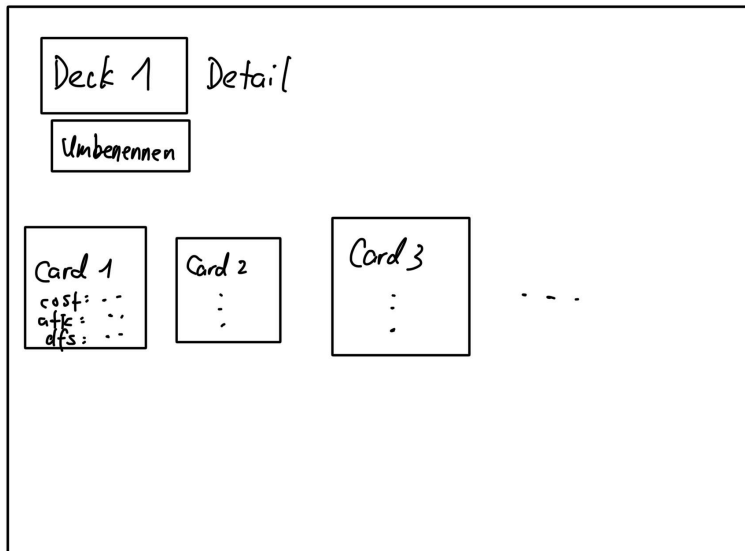 Deck 1 Detail
Umbenennen
Card 1
cost: --
atk: --
dfs: --
Card 2
Card 3